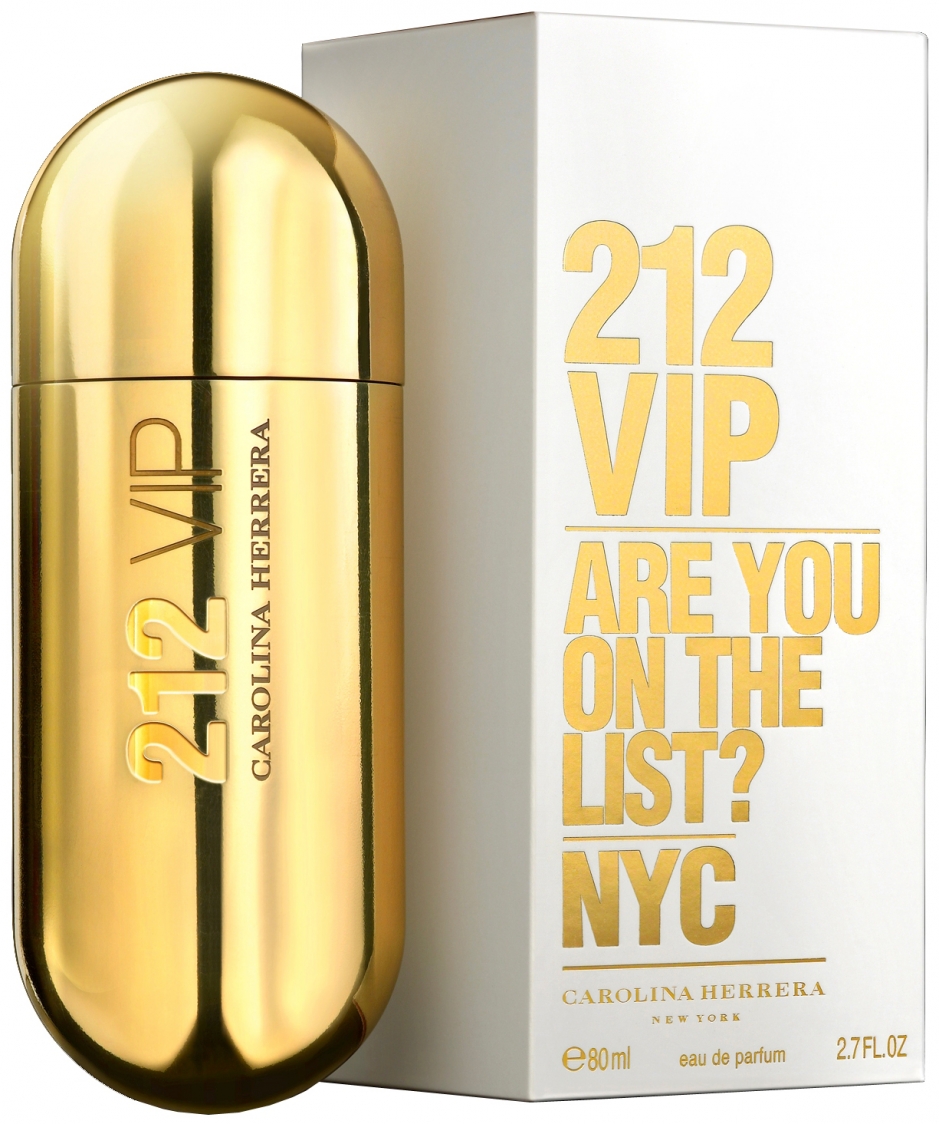 212 VIP
CAROLINA HERRERA
212
VIP
ARE YOU
ON THE
LIST?
NYC
CAROLINA HERRERA
NEW YORK
℮80ml eau de parfum 2.7FL.OZ